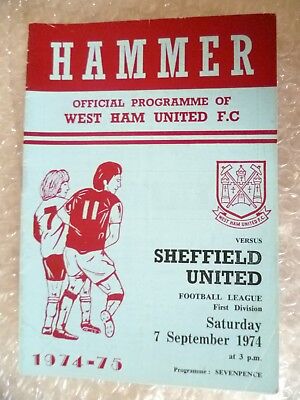 HAMMER
OFFICIAL PROGRAMME OF
WEST HAM UNITED F.C
7
11
WEST HAM UNITED F.C.
VERSUS
SHEFFIELD
UNITED
FOOTBALL LEAGUE
First Division
Saturday
7 September 1974
at 3 p.m.
Programme: SEVENPENCE
1974-75